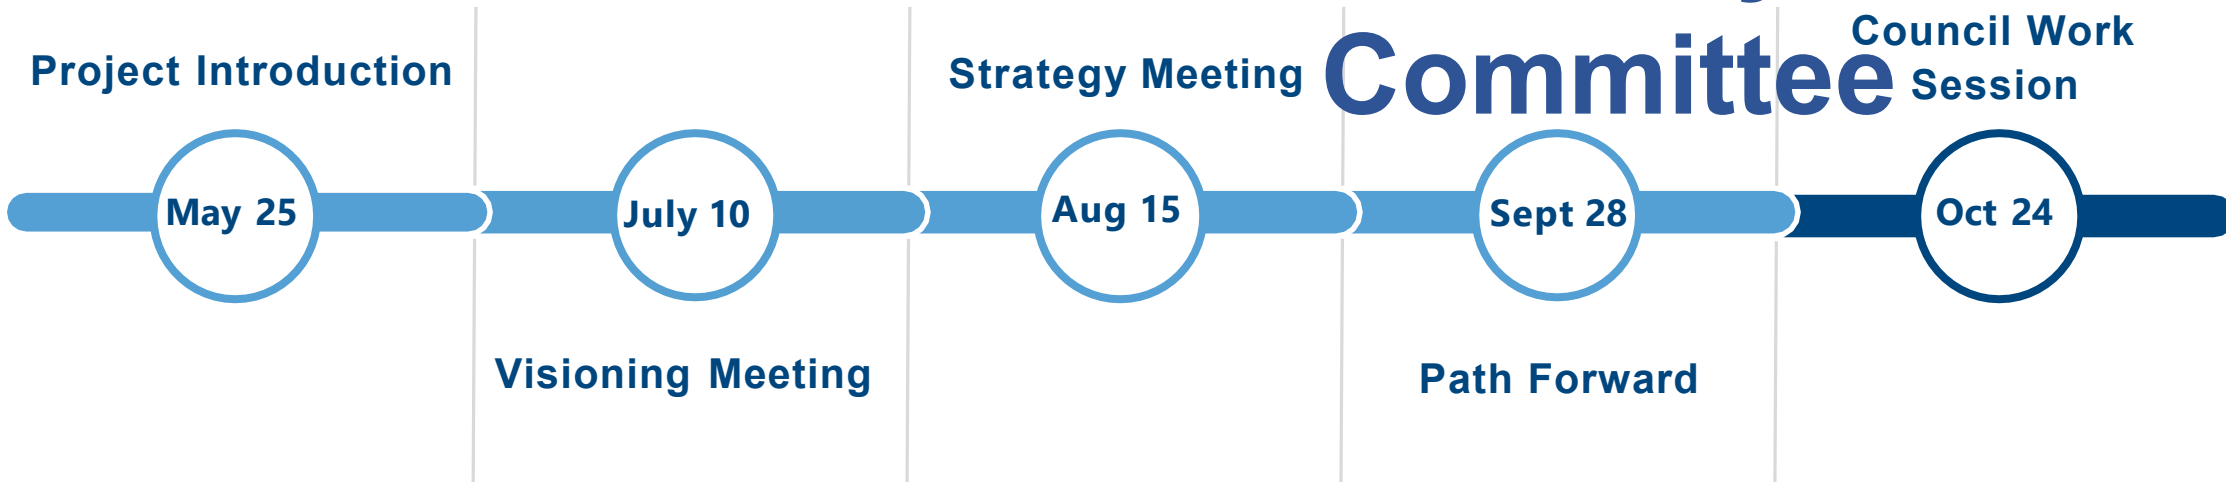 Committee
Project Introduction
May 25
July 10
Visioning Meeting
Strategy Meeting
Aug 15
Sept 28
Path Forward
Council Work
Session
Oct 24